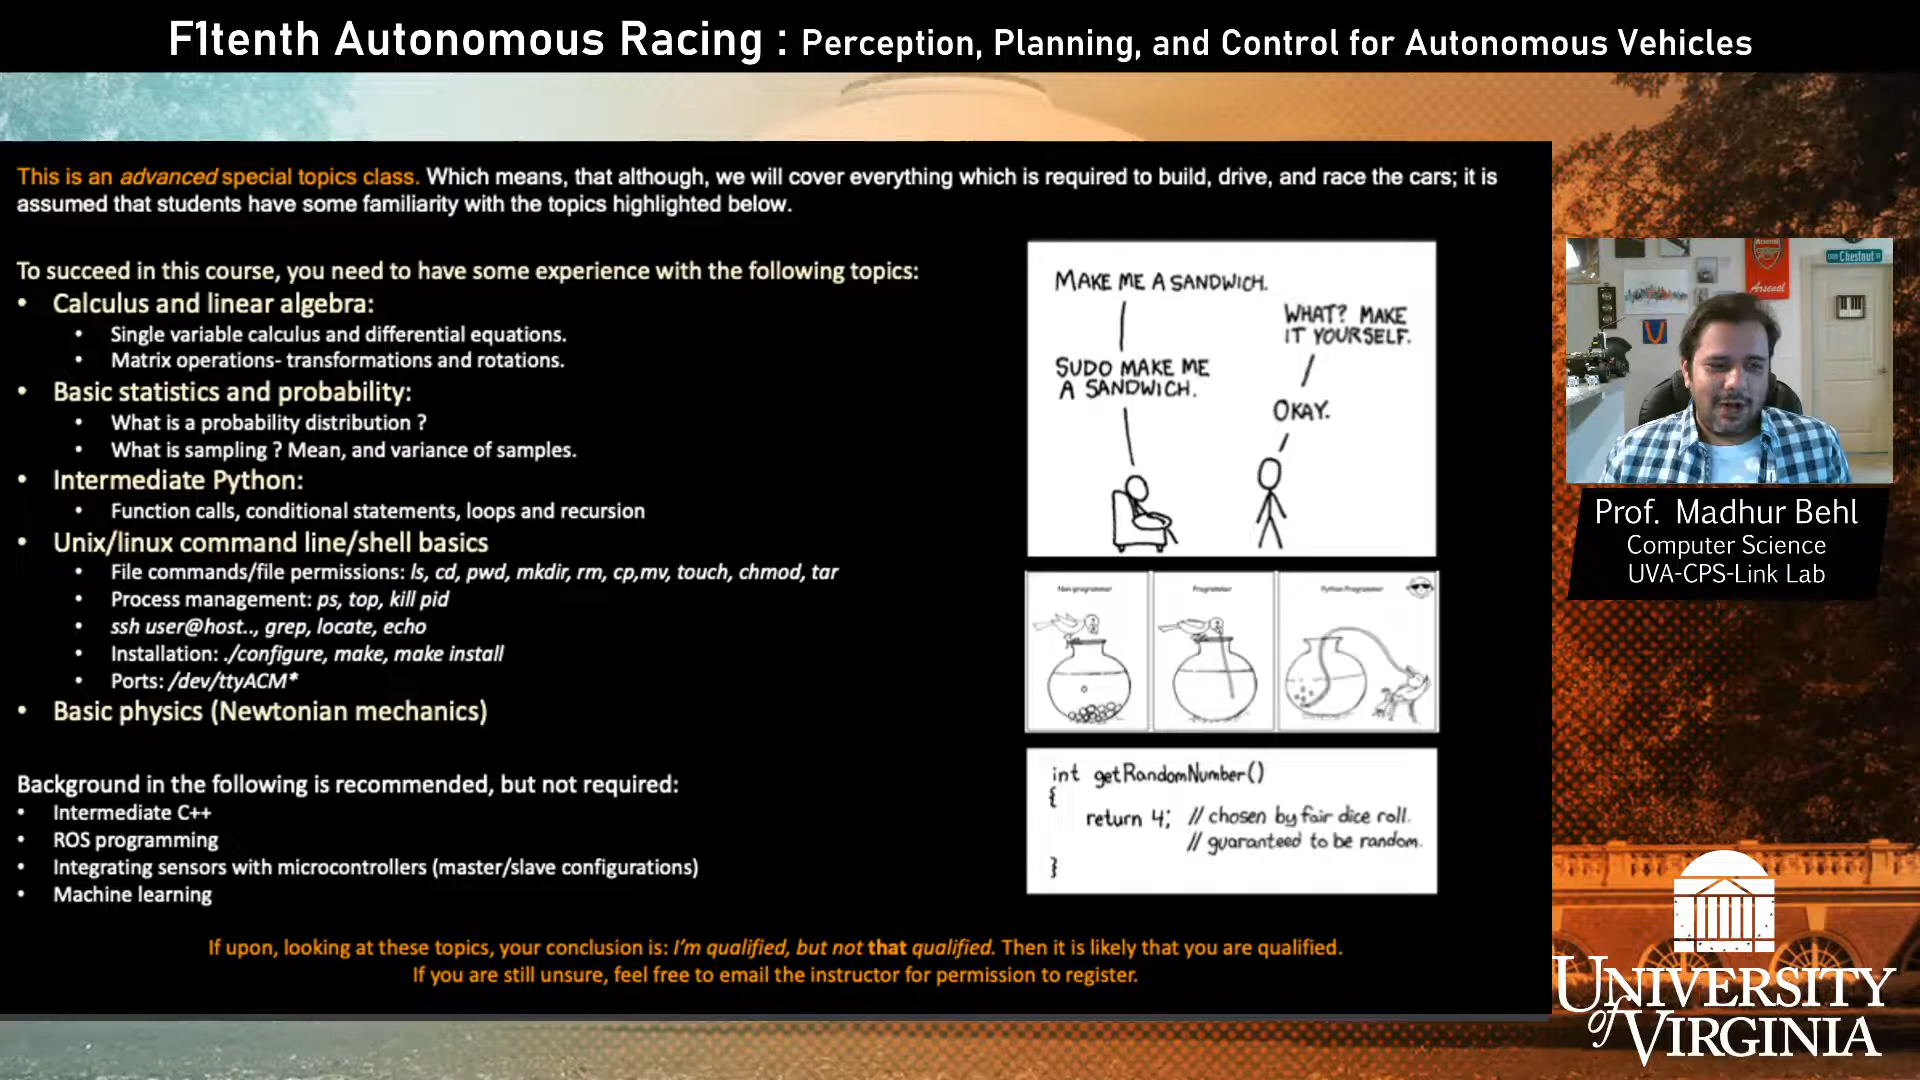 F1tenth Autonomous Racing : Perception, Planning, and Control for Autonomous Vehicles
This is an advanced special topics class. Which means, that although, we will cover everything which is required to build, drive, and race the cars; it is
assumed that students have some familiarity with the topics highlighted below.
To succeed in this course, you need to have some experience with the following topics:
• Calculus and linear algebra:
• Single variable calculus and differential equations.
• Matrix operations- transformations and rotations.
• Basic statistics and probability:
• What is a probability distribution ?
• What is sampling ? Mean, and variance of samples.
• Intermediate Python:
• Function calls, conditional statements, loops and recursion
• Unix/linux command line/shell basics
• File commands/file permissions: ls, cd, pwd, mkdir, rm, cp,mv, touch, chmod, tar
• Process management: ps, top, kill pid
• ssh user@host.., grep, locate, echo
• Installation: ./configure, make, make install
• Ports: /dev/ttyACM*
• Basic physics (Newtonian mechanics)
Background in the following is recommended, but not required:
• Intermediate C++
• ROS programming
• Integrating sensors with microcontrollers (master/slave configurations)
• Machine learning
If upon, looking at these topics, your conclusion is: I'm qualified, but not that qualified. Then it is likely that you are qualified.
If you are still unsure, feel free to email the instructor for permission to register.
MAKE ME A SANDWICH.
WHAT? MAKE
IT YOURSELF.
SUDO MAKE ME
A SANDWICH.
OKAY.
Non-programmer
Programmer
Python Programmer
int getRandomNumber()
{
return 4; // chosen by fair dice roll.
// guaranteed to be random.
}
Arsenal
Chestnut
Prof. Madhur Behl
Computer Science
UVA-CPS-Link Lab
UNIVERSITY
of VIRGINIA